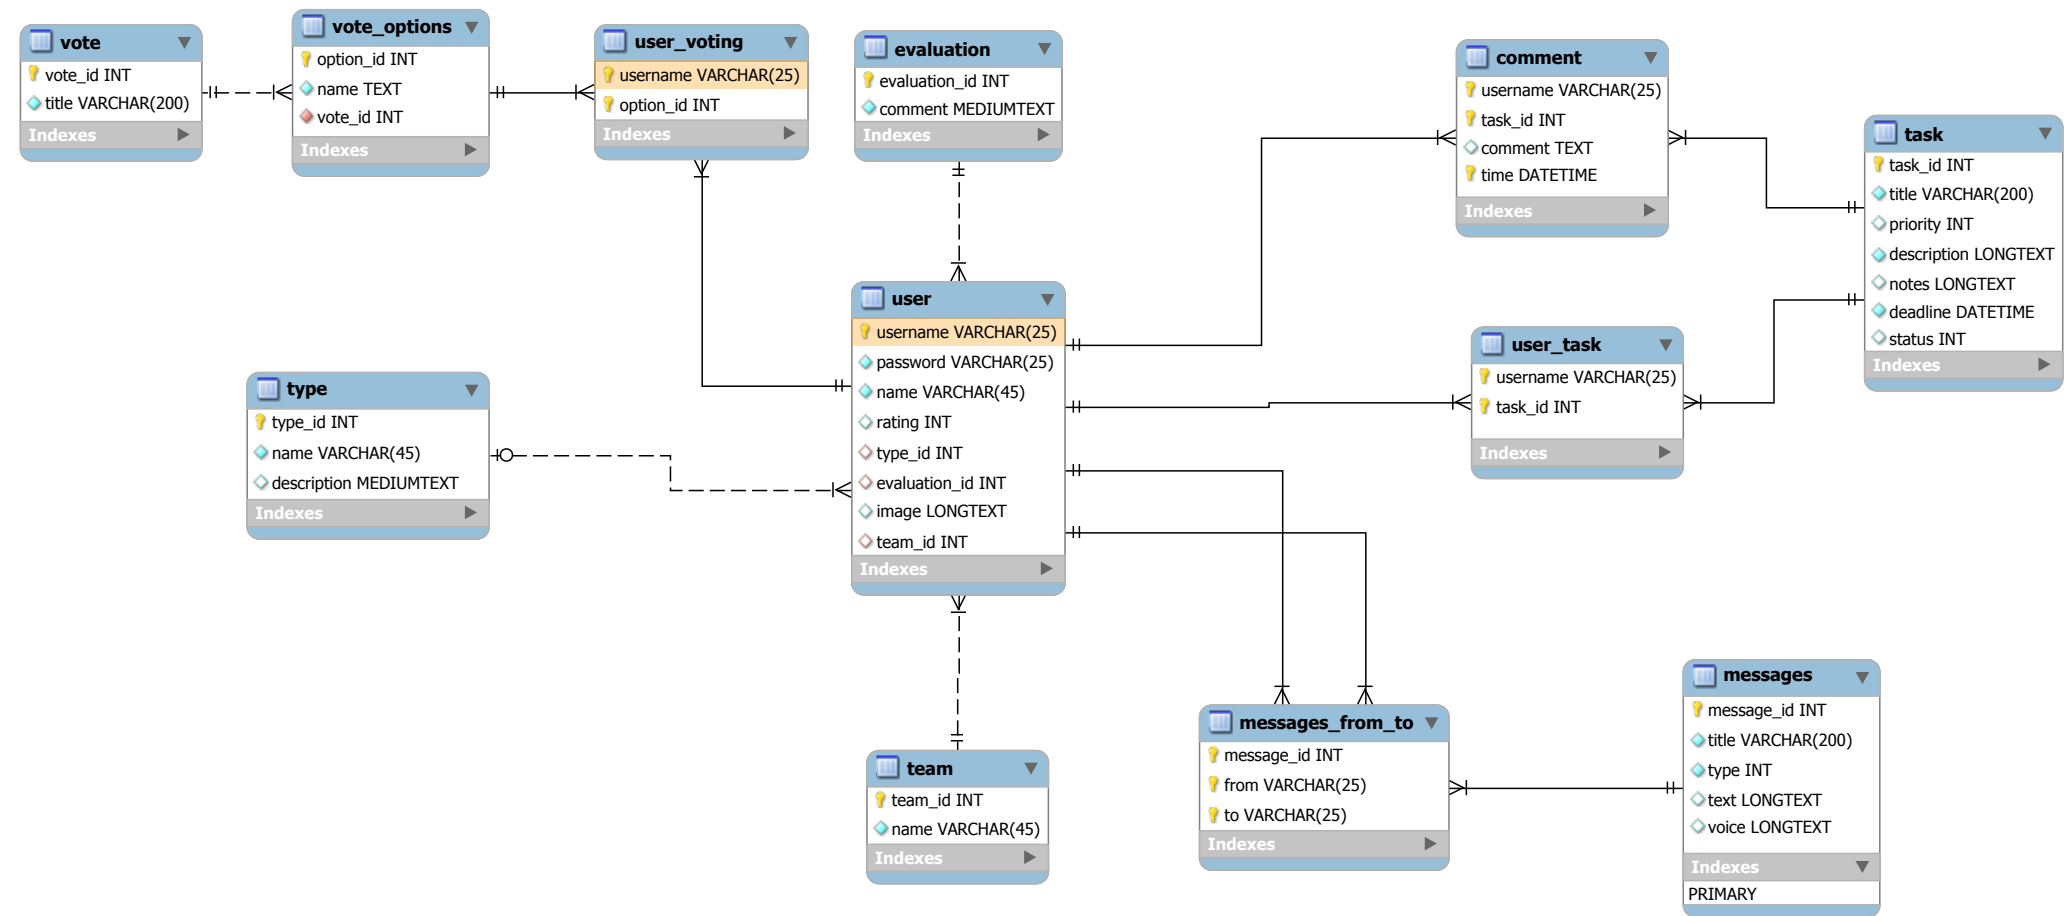 vote
vote_id INT
title VARCHAR(200)
Indexes
vote_options
option_id INT
name TEXT
vote_id INT
Indexes
user_voting
username VARCHAR(25)
option_id INT
Indexes
evaluation
evaluation_id INT
comment MEDIUMTEXT
Indexes
comment
username VARCHAR(25)
task_id INT
comment TEXT
time DATETIME
Indexes
task
task_id INT
title VARCHAR(200)
priority INT
description LONGTEXT
notes LONGTEXT
deadline DATETIME
status INT
Indexes
user
username VARCHAR(25)
password VARCHAR(25)
name VARCHAR(45)
rating INT
type_id INT
evaluation_id INT
image LONGTEXT
team_id INT
Indexes
user_task
username VARCHAR(25)
task_id INT
Indexes
type
type_id INT
name VARCHAR(45)
description MEDIUMTEXT
Indexes
team
team_id INT
name VARCHAR(45)
Indexes
messages_from_to
message_id INT
from VARCHAR(25)
to VARCHAR(25)
Indexes
messages
message_id INT
title VARCHAR(200)
type INT
text LONGTEXT
voice LONGTEXT
Indexes
PRIMARY